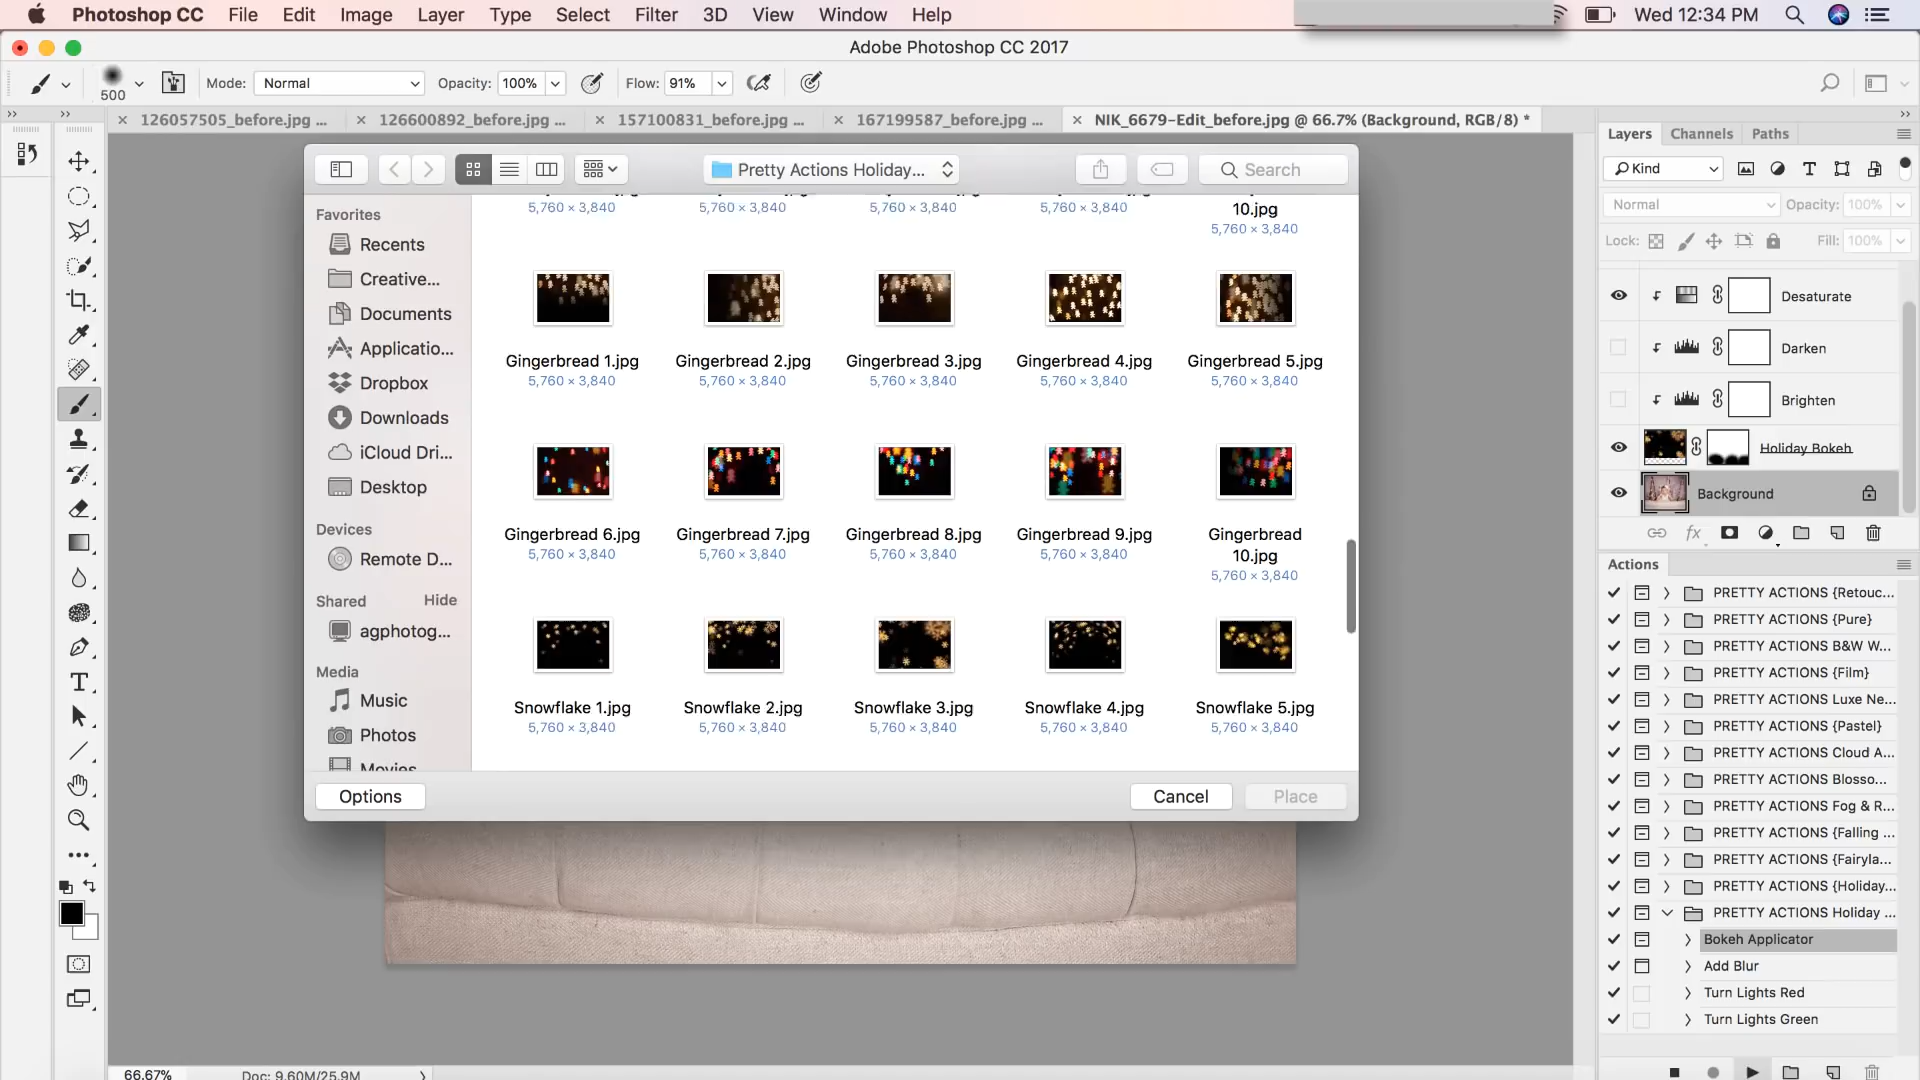 Photoshop CC File Edit Image Layer Type Select Filter 3D View Window Help Wed 12:34 PM
Adobe Photoshop CC 2017
500 Mode: Normal Opacity: 100% Flow: 91%
126057505_before.jpg ... 126600892_before.jpg ... 157100831_before.jpg ... 167199587_before.jpg ... NIK_6679-Edit_before.jpg @ 66.7% (Background, RGB/8) *
Pretty Actions Holiday... Search
Favorites
Recents
Creative...
Documents
Applicatio...
Dropbox
Downloads
iCloud Dri...
Desktop
Devices
Remote D...
Shared Hide
agphotog...
Media
Music
Photos
Movies
5,760 × 3,840 5,760 × 3,840 5,760 × 3,840 5,760 × 3,840 10.jpg
5,760 × 3,840
Gingerbread 1.jpg Gingerbread 2.jpg Gingerbread 3.jpg Gingerbread 4.jpg Gingerbread 5.jpg
5,760 × 3,840 5,760 × 3,840 5,760 × 3,840 5,760 × 3,840 5,760 × 3,840
Gingerbread 6.jpg Gingerbread 7.jpg Gingerbread 8.jpg Gingerbread 9.jpg Gingerbread
10.jpg
5,760 × 3,840 5,760 × 3,840 5,760 × 3,840 5,760 × 3,840 5,760 × 3,840
Snowflake 1.jpg Snowflake 2.jpg Snowflake 3.jpg Snowflake 4.jpg Snowflake 5.jpg
5,760 × 3,840 5,760 × 3,840 5,760 × 3,840 5,760 × 3,840 5,760 × 3,840
Options Cancel Place
Layers Channels Paths
Kind
Normal Opacity: 100%
Lock: Fill: 100%
Desaturate
Darken
Brighten
Holiday Bokeh
Background
Actions
PRETTY ACTIONS {Retouc...
PRETTY ACTIONS {Pure}
PRETTY ACTIONS B&W W...
PRETTY ACTIONS {Film}
PRETTY ACTIONS Luxe Ne...
PRETTY ACTIONS {Pastel}
PRETTY ACTIONS Cloud A...
PRETTY ACTIONS Blosso...
PRETTY ACTIONS Fog & R...
PRETTY ACTIONS {Falling ...
PRETTY ACTIONS {Fairyla...
PRETTY ACTIONS {Holiday...
PRETTY ACTIONS Holiday ...
Bokeh Applicator
Add Blur
Turn Lights Red
Turn Lights Green
66.67% Doc: 9.60M/25.9M